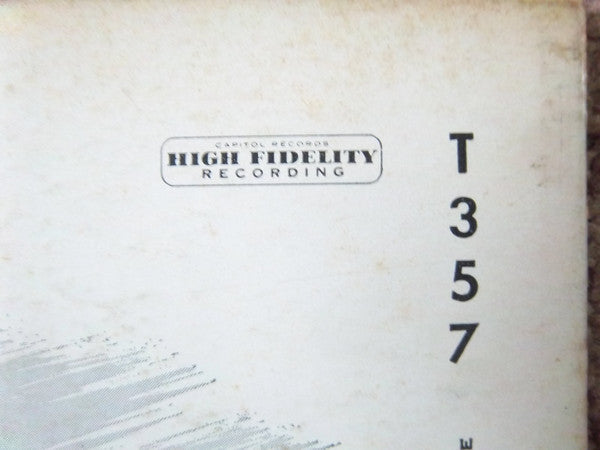 CAPITOL RECORDS
HIGH FIDELITY
RECORDING
T
3
5
7
E